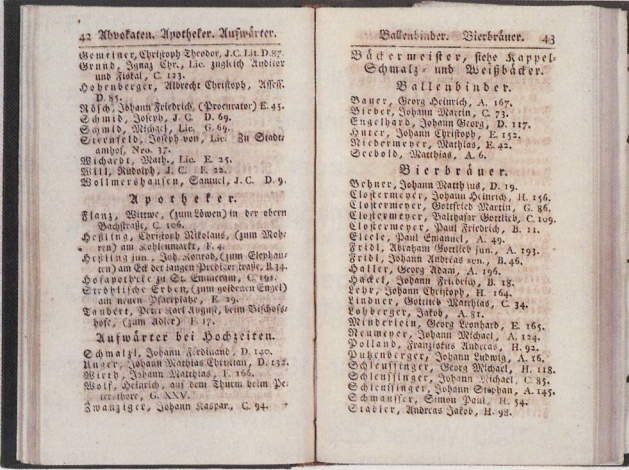 42 Advokaten. Apotheker. Aufwärter.
Gemeiner, Christoph Theodor, J.C. Lit. D. 87.
Grund, Ignaz Chr., Lic. zugleich Auditor
und Fiskal, C. 123.
Hohenberger, Albrecht Christoph, Assess.
D. 85.
Rösch, Johann Friedrich, (Procurator) E. 45.
Schmid, Joseph, J. C. D. 69.
Schmid, Michael, Lic. G. 69.
Sternfeld, Joseph von, Lic. Zu Stadt-
amhof, Nro. 37.
Wichardt, Math., Lic. E. 25.
Will, Rudolph, J. C. F. 22.
Wollmershausen, Samuel, J. C. D. 9.
Apotheker.
Flanz, Wittwe, (zum Löwen) in der obern
Bachstraße, C. 106.
Heßling, Christoph Nikolaus, (zum Moh-
ren) am Kohlenmarkt, F. 4.
Heßling jun., Joh. Konrad, (zum Elephan-
ten) am Eck der langen Predigerstraße, B. 34.
Hofapotheke zu St. Emmeram, C. 191.
Ströhlische Erben, (zum goldenen Engel)
am neuen Pfarrplatze, E. 29.
Taubert, Peter Karl August, beim Bischofs-
hofe, (zum Adler) F. 17.
Aufwärter bei Hochzeiten.
Schmalzl, Johann Ferdinand, D. 140.
Unger, Johann Mathias Christian, D. 132.
Wirth, Johann Mathias, F. 166.
Wolf, Heinrich, auf dem Thurm beim Pe-
tersthore, G. XXV.
Zwanziger, Johann Kaspar, C. 94.
Ballenbinder. Bierbräuer. 43
Bäckermeister, siehe Kappel-
Schmalz- und Weißbäcker.
Ballenbinder.
Bauer, Georg Heinrich, A. 167.
Bieber, Johann Martin, C. 73.
Engelhard, Johann Georg, D. 117.
Huter, Johann Christoph, E. 152.
Niedermeyer, Mathias, E. 42.
Seebold, Matthias, A. 6.
Bierbräuer.
Behner, Johann Matthäus, D. 19.
Clostermeyer, Johann Heinrich, H. 156.
Clostermeyer, Gottfried Martin, G. 86.
Clostermeyer, Balthasar Gottlieb, C. 109.
Clostermeyer, Paul Friedrich, B. 11.
Eisele, Paul Emanuel, A. 49.
Fridl, Abraham Gottlieb jun., A. 193.
Fridl, Johann Andreas sen., B. 46.
Haller, Georg Adam, A. 196.
Häckel, Johann Friedrich, B. 18.
Lehr, Johann Christoph, H. 164.
Lindner, Gottlieb Matthias, C. 34.
Lohberger, Jakob, A. 81.
Minderlein, Georg Leonhard, E. 165.
Neumeyer, Johann Michael, A. 124.
Polland, Franziskus Andreas, H. 92.
Putzenberger, Johann Ludwig, A. 16.
Schleussinger, Georg Michael, H. 118.
Schleussinger, Johann Michael, C. 85.
Schleussinger, Johann Stephan, A. 145.
Schmausser, Simon Paul, H. 54.
Stadler, Andreas Jakob, H. 98.